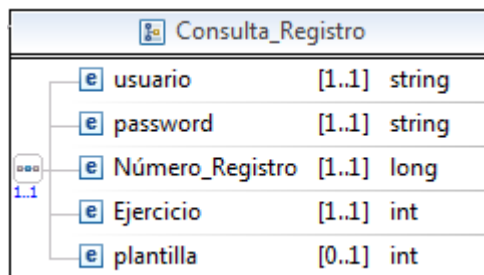 Consulta_Registro
e usuario [1..1] string
e password [1..1] string
e Número_Registro [1..1] long
1..1
e Ejercicio [1..1] int
e plantilla [0..1] int